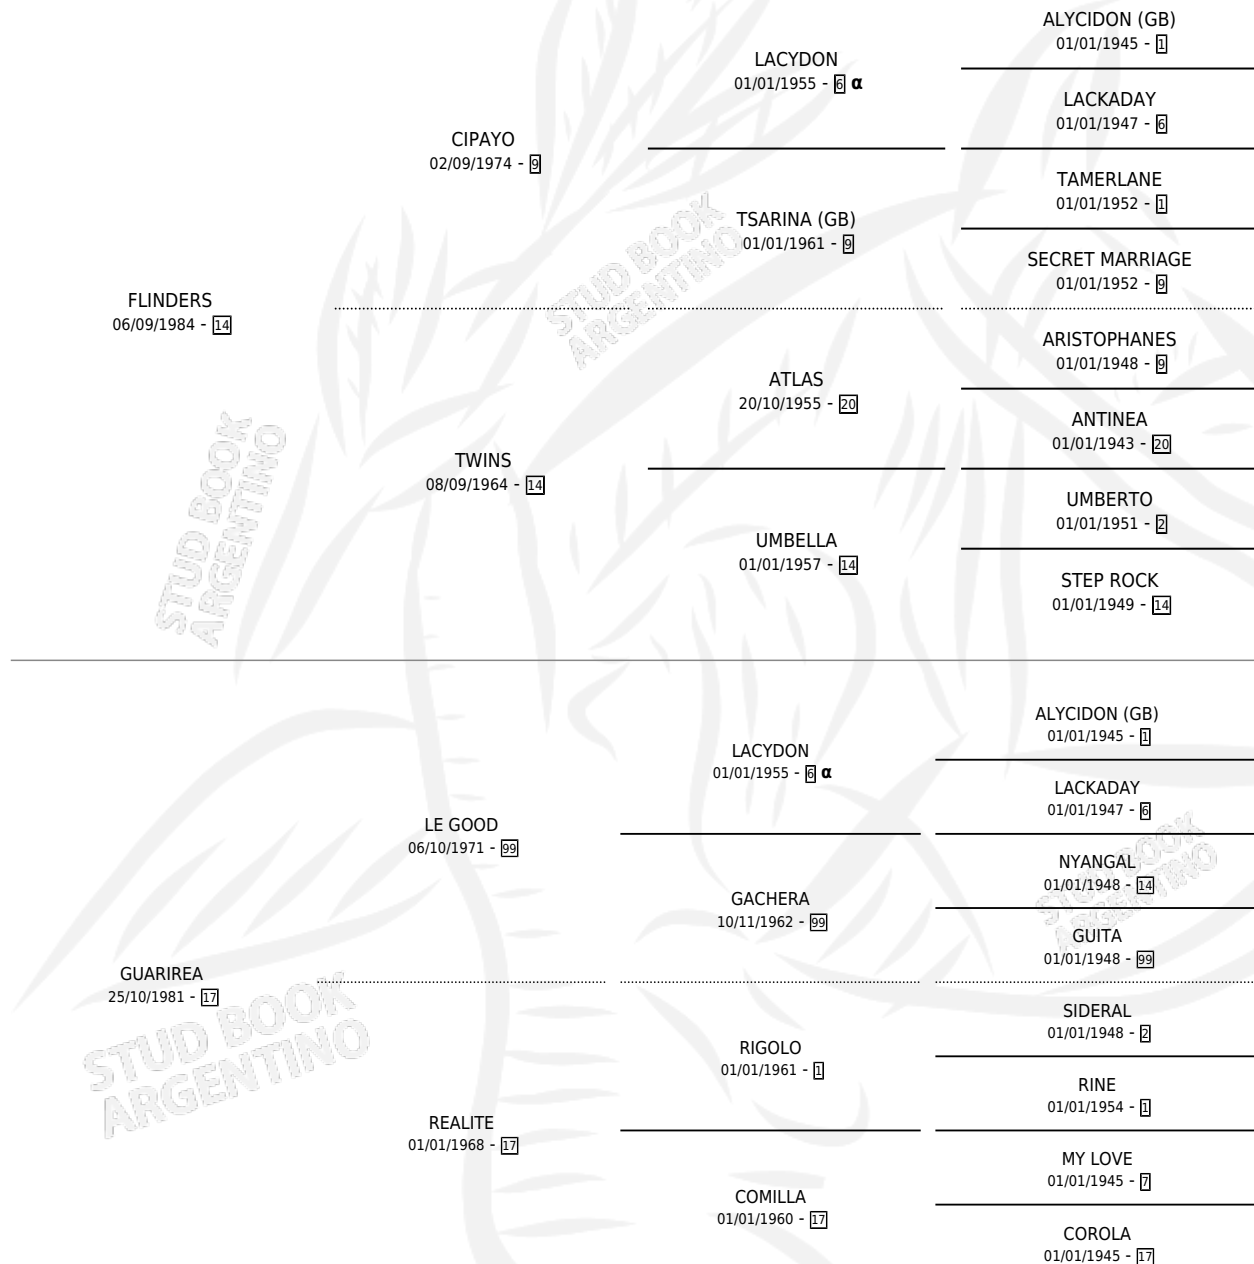 ALYCIDON (GB)
01/01/1945 - 1
LACYDON
01/01/1955 - 6 α
LACKADAY
01/01/1947 - 6
CIPAYO
02/09/1974 - 9
TAMERLANE
01/01/1952 - 1
TSARINA (GB)
01/01/1961 - 9
SECRET MARRIAGE
01/01/1952 - 9
STUD BOOK
ARGENTINO
FLINDERS
06/09/1984 - 14
ARISTOPHANES
01/01/1948 - 9
ATLAS
20/10/1955 - 20
ANTINEA
01/01/1943 - 20
TWINS
08/09/1964 - 14
UMBERTO
01/01/1951 - 2
UMBELLA
01/01/1957 - 14
STEP ROCK
01/01/1949 - 14
STUD BOOK
ARGENTINO
ALYCIDON (GB)
01/01/1945 - 1
LACYDON
01/01/1955 - 6 α
LACKADAY
01/01/1947 - 6
LE GOOD
06/10/1971 - 99
NYANGAL
01/01/1948 - 14
GACHERA
10/11/1962 - 99
GUITA
01/01/1948 - 99
STUD BOOK
ARGENTINO
GUARIREA
25/10/1981 - 17
SIDERAL
01/01/1948 - 2
RIGOLO
01/01/1961 - 1
RINE
01/01/1954 - 1
REALITE
01/01/1968 - 17
MY LOVE
01/01/1945 - 7
COMILLA
01/01/1960 - 17
COROLA
01/01/1945 - 17
STUD BOOK
ARGENTINO